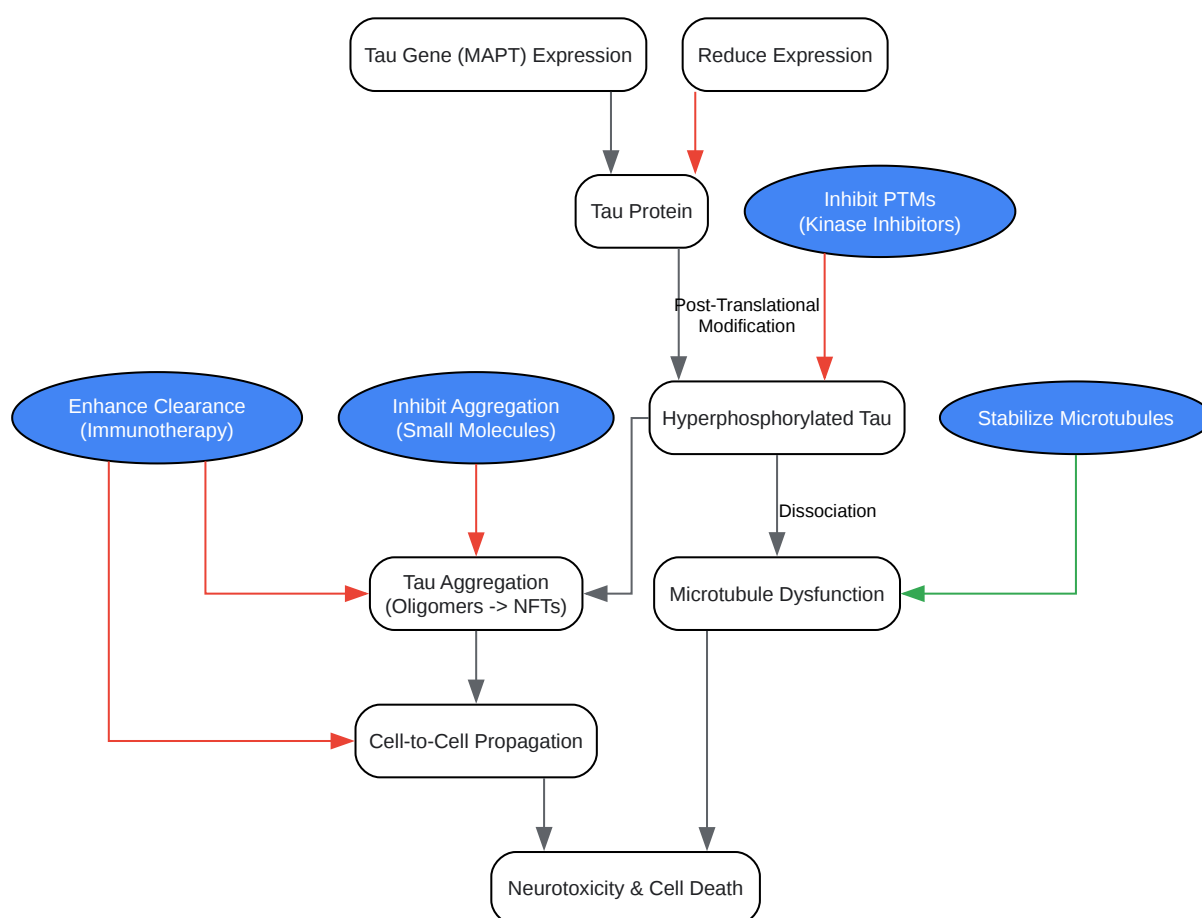 Tau Gene (MAPT) Expression
Reduce Expression
Tau Protein
Inhibit PTMs
(Kinase Inhibitors)
Post-Translational
Modification
Enhance Clearance
(Immunotherapy)
Inhibit Aggregation
(Small Molecules)
Hyperphosphorylated Tau
Stabilize Microtubules
Dissociation
Tau Aggregation
(Oligomers -> NFTs)
Microtubule Dysfunction
Cell-to-Cell Propagation
Neurotoxicity & Cell Death